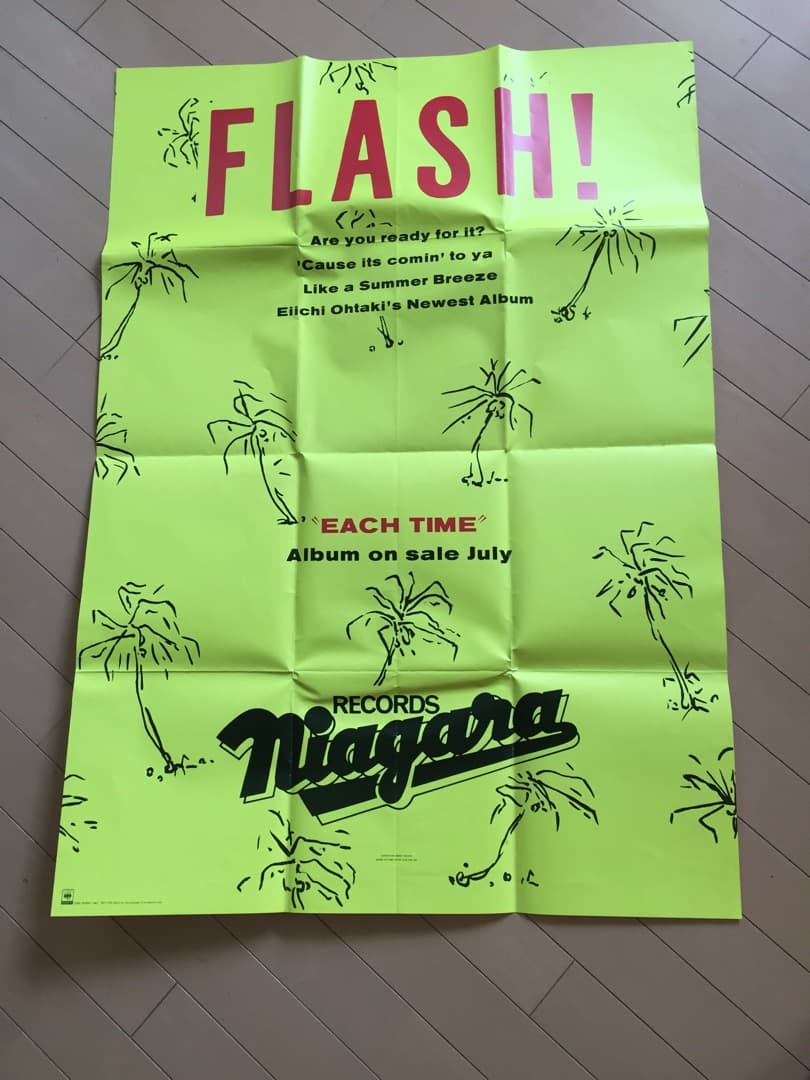 FLASH!
Are you ready for it?
'Cause its comin' to ya
Like a Summer Breeze
Eiichi Ohtaki's Newest Album
"EACH TIME"
Album on sale July
RECORDS
Niagara